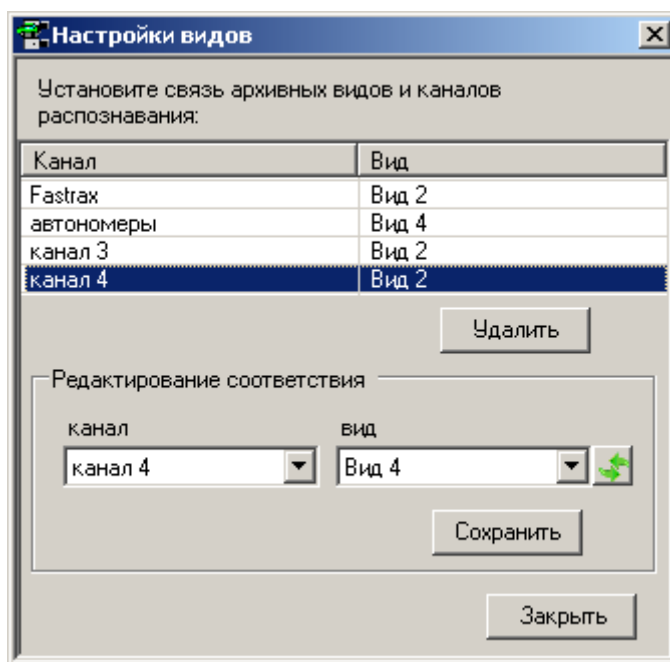 Настройки видов
Установите связь архивных видов и каналов
распознавания:
Канал Вид
Fastrax Вид 2
автономеры Вид 4
канал 3 Вид 2
канал 4 Вид 2
Удалить
Редактирование соответствия
канал вид
канал 4 Вид 4
Сохранить
Закрыть